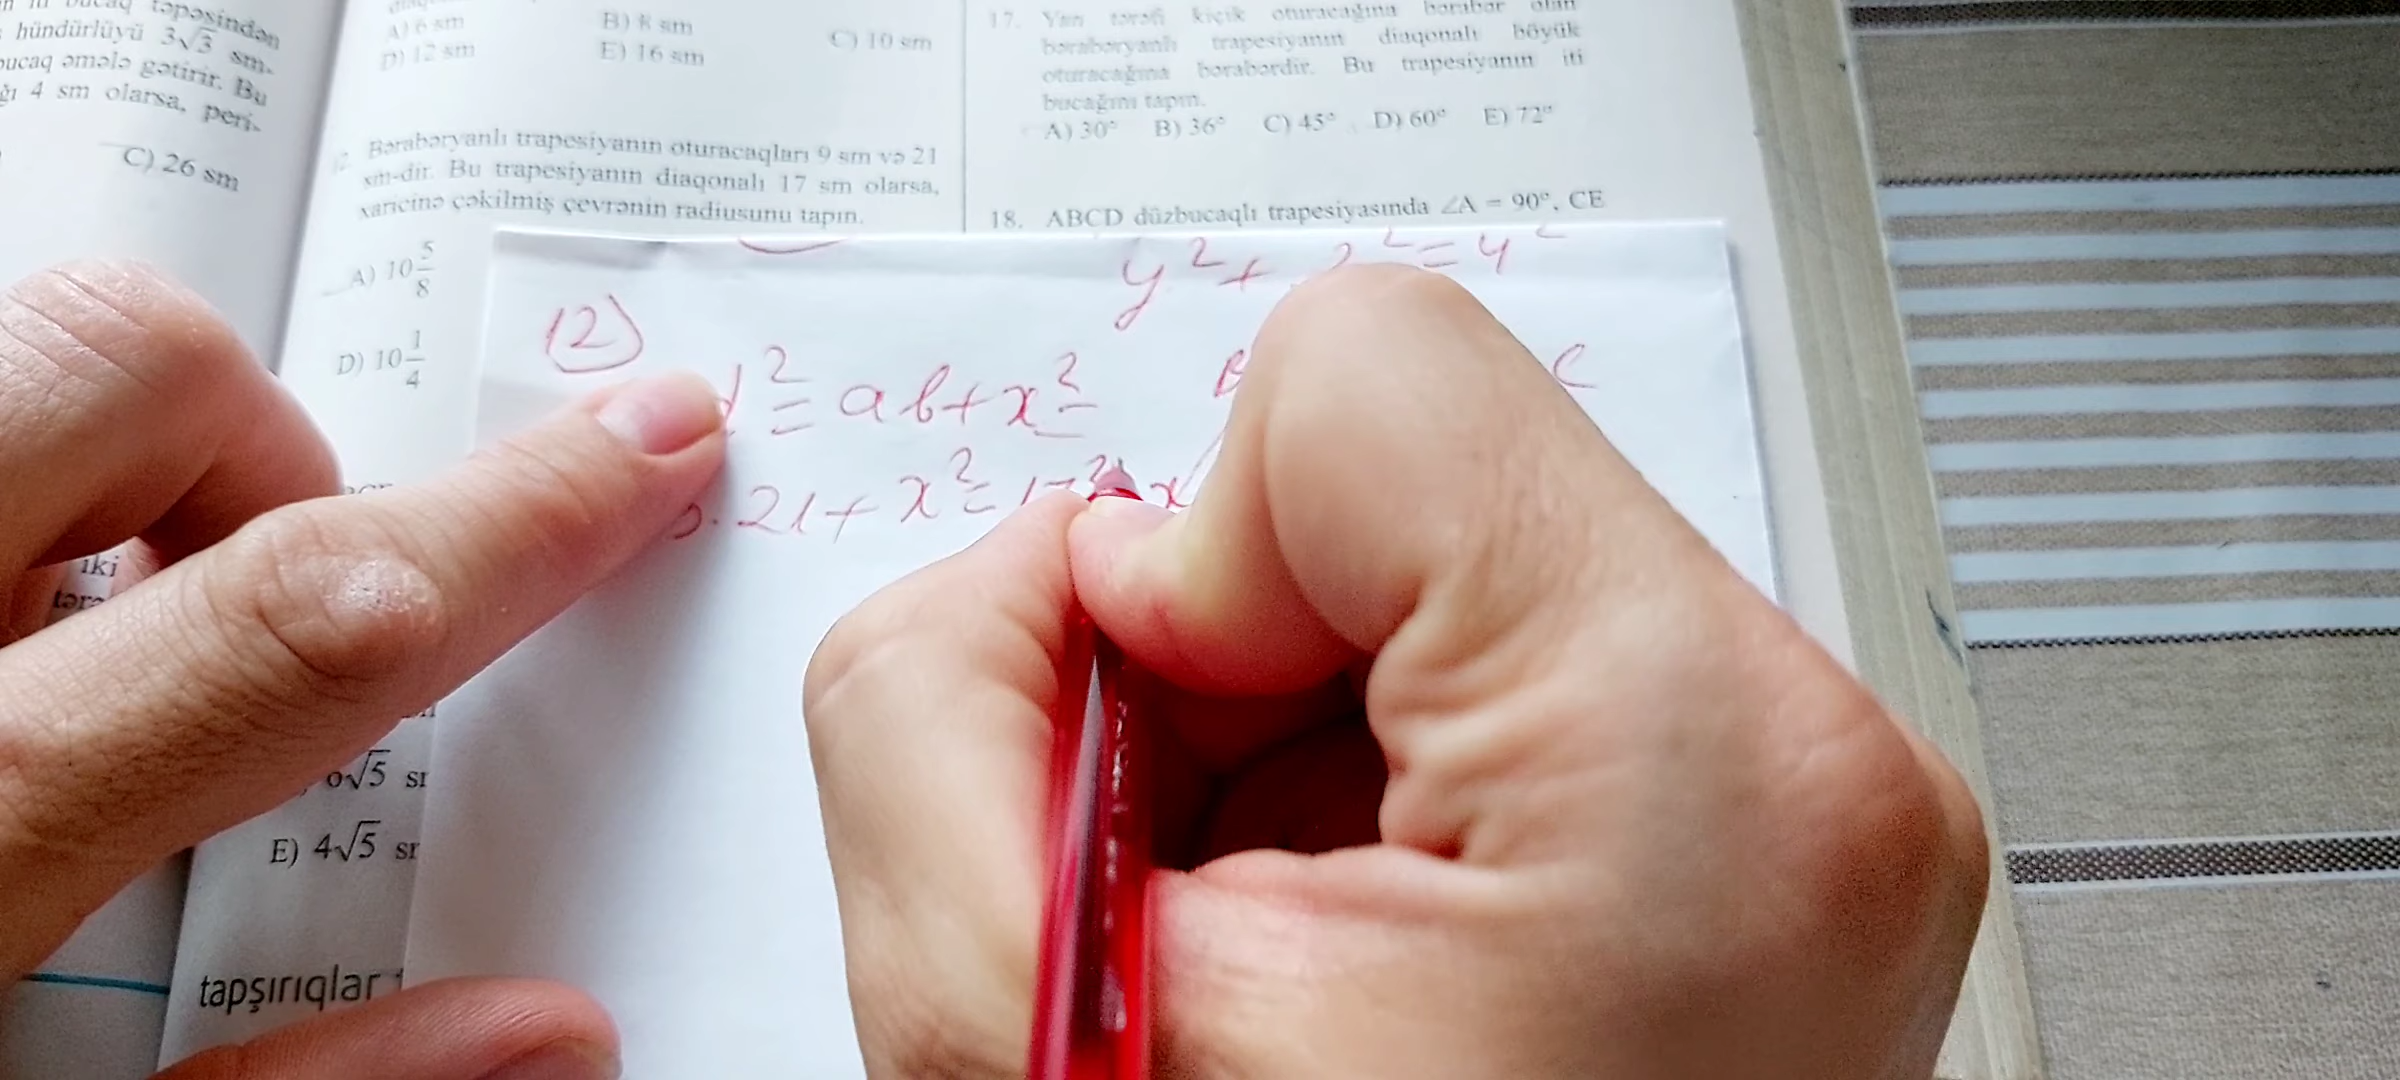 bucaq təpəsindən
hündürlüyü 3√3 sm.
bucaq əmələ gətirir. Bu
4 sm olarsa, peri-
C) 26 sm
A) 6 sm B) 8 sm C) 10 sm
D) 12 sm E) 16 sm
12. Bərabəryanlı trapesiyanın oturacaqları 9 sm və 21
sm-dir. Bu trapesiyanın diaqonalı 17 sm olarsa,
xaricinə çəkilmiş çevrənin radiusunu tapın.
A) 10 5/8
D) 10 1/4
iki
√5
E) 4√5
tapşırıqlar
17. Yan tərəfi kiçik oturacağına bərabər olan
bərabəryanlı trapesiyanın diaqonalı böyük
oturacağına bərabərdir. Bu trapesiyanın iti
bucağını tapın.
A) 30° B) 36° C) 45° D) 60° E) 72°
18. ABCD düzbucaqlı trapesiyasında ∠A = 90°, CE
y²+ ²=4²
12
d²=ab+x²
B C
.21+x²=17² x